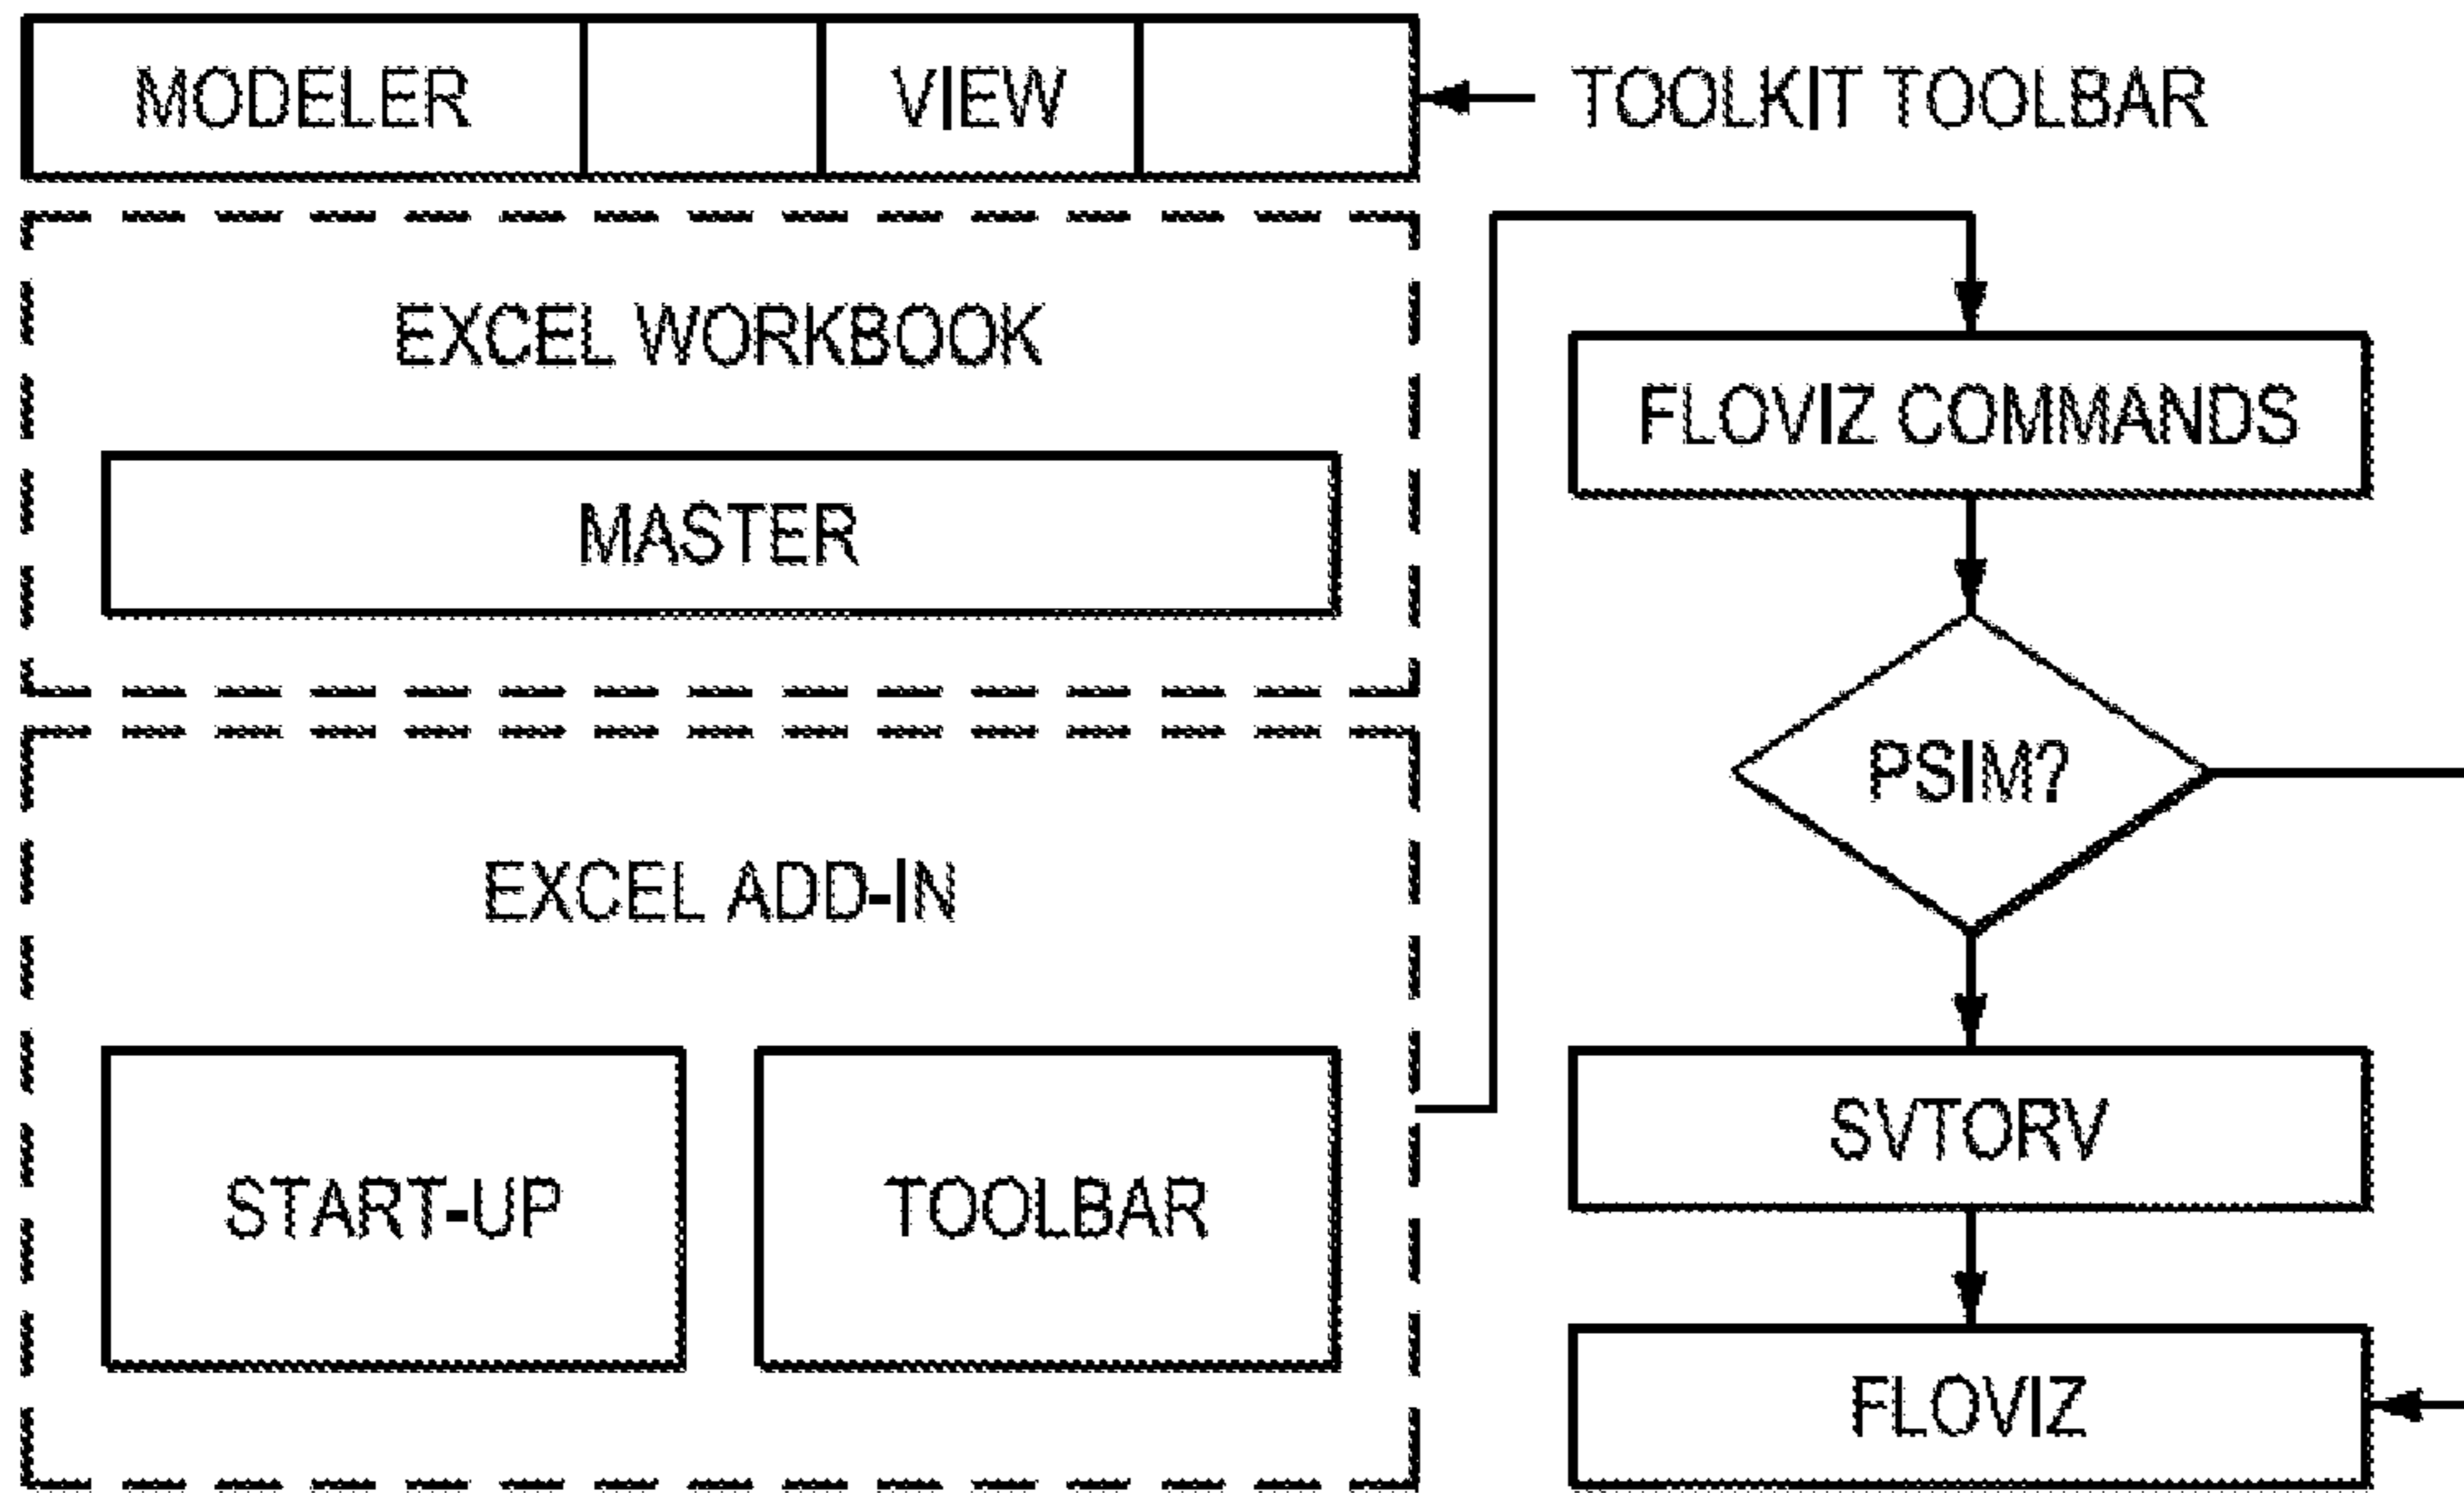 MODELER
VIEW
TOOLKIT TOOLBAR
EXCEL WORKBOOK
MASTER
EXCEL ADD-IN
START-UP
TOOLBAR
FLOVIZ COMMANDS
PSIM?
SVTORV
FLOVIZ